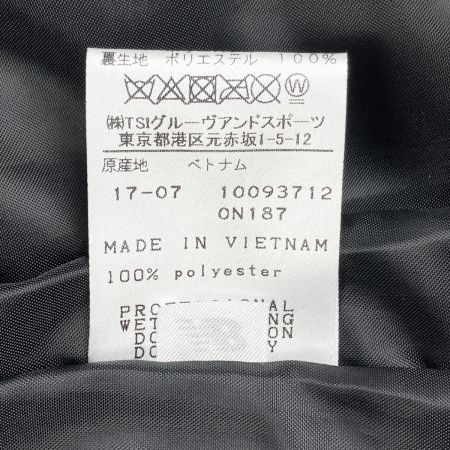 裏生地 ポリエステル 100%
W
㈱TSIグルーヴアンドスポーツ
東京都港区元赤坂1-5-12
原産地 ベトナム
17-07 10093712
0N187
MADE IN VIETNAM
100% polyester